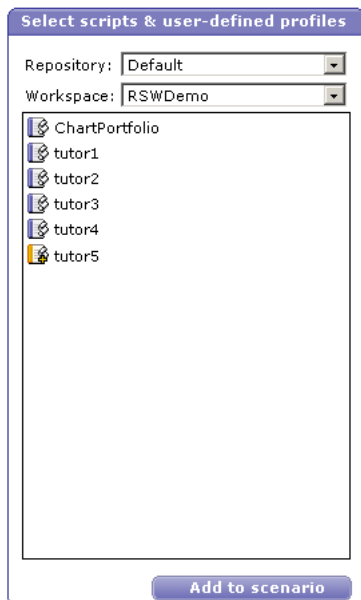 Select scripts & user-defined profiles
Repository: Default
Workspace: RSWDemo
ChartPortfolio
tutor1
tutor2
tutor3
tutor4
tutor5
Add to scenario